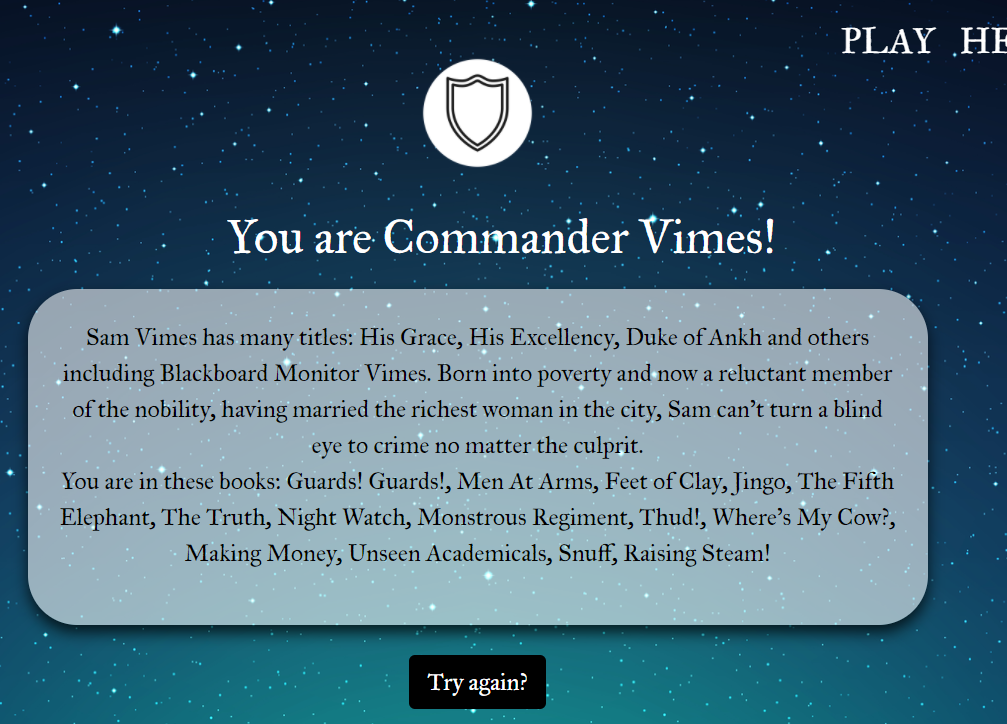 PLAY HE
You are Commander Vimes!
Sam Vimes has many titles: His Grace, His Excellency, Duke of Ankh and others
including Blackboard Monitor Vimes. Born into poverty and now a reluctant member
of the nobility, having married the richest woman in the city, Sam can't turn a blind
eye to crime no matter the culprit.
You are in these books: Guards! Guards!, Men At Arms, Feet of Clay, Jingo, The Fifth
Elephant, The Truth, Night Watch, Monstrous Regiment, Thud!, Where's My Cow?,
Making Money, Unseen Academicals, Snuff, Raising Steam!
Try again?